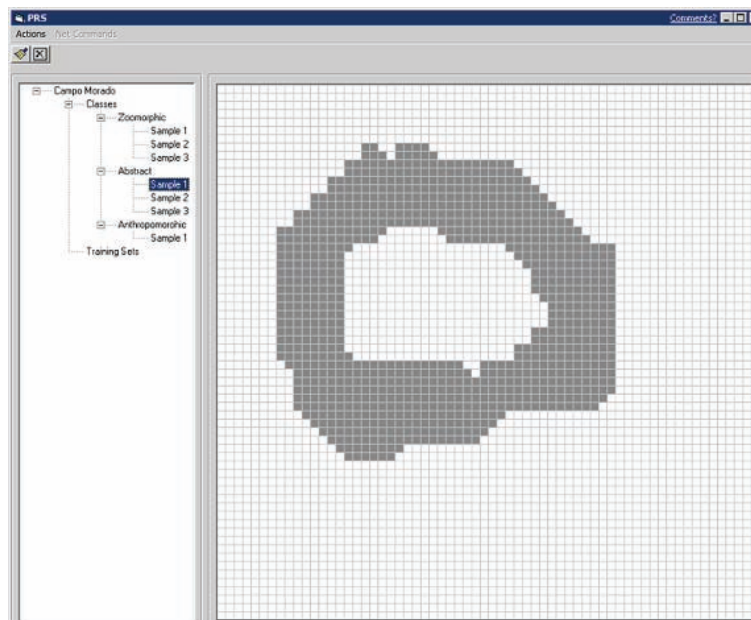 PRS
Comments?
Actions Net Commands
Campo Morado
Classes
Zoomorphic
Sample 1
Sample 2
Sample 3
Abstract
Sample 1
Sample 2
Sample 3
Anthropomorphic
Sample 1
Training Sets